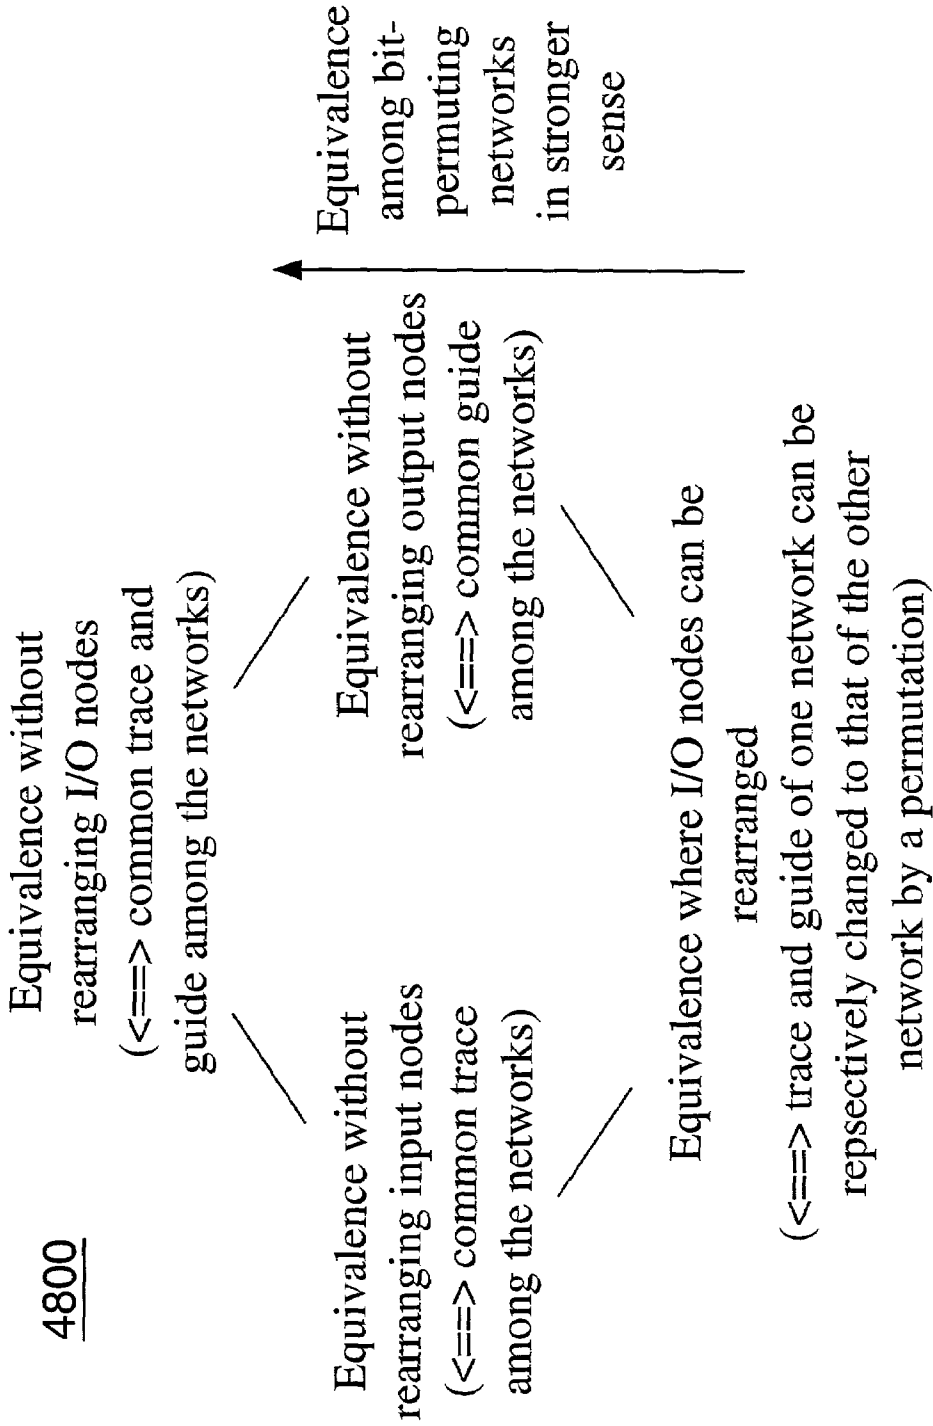 4800
Equivalence without
rearranging I/O nodes
(<==> common trace and
guide among the networks)
Equivalence without
rearranging input nodes
(<==> common trace
among the networks)
Equivalence without
rearranging output nodes
(<==> common guide
among the networks)
Equivalence
among bit-
permuting
networks
in stronger
sense
Equivalence where I/O nodes can be
rearranged
(<==> trace and guide of one network can be
repsectively changed to that of the other
network by a permutation)